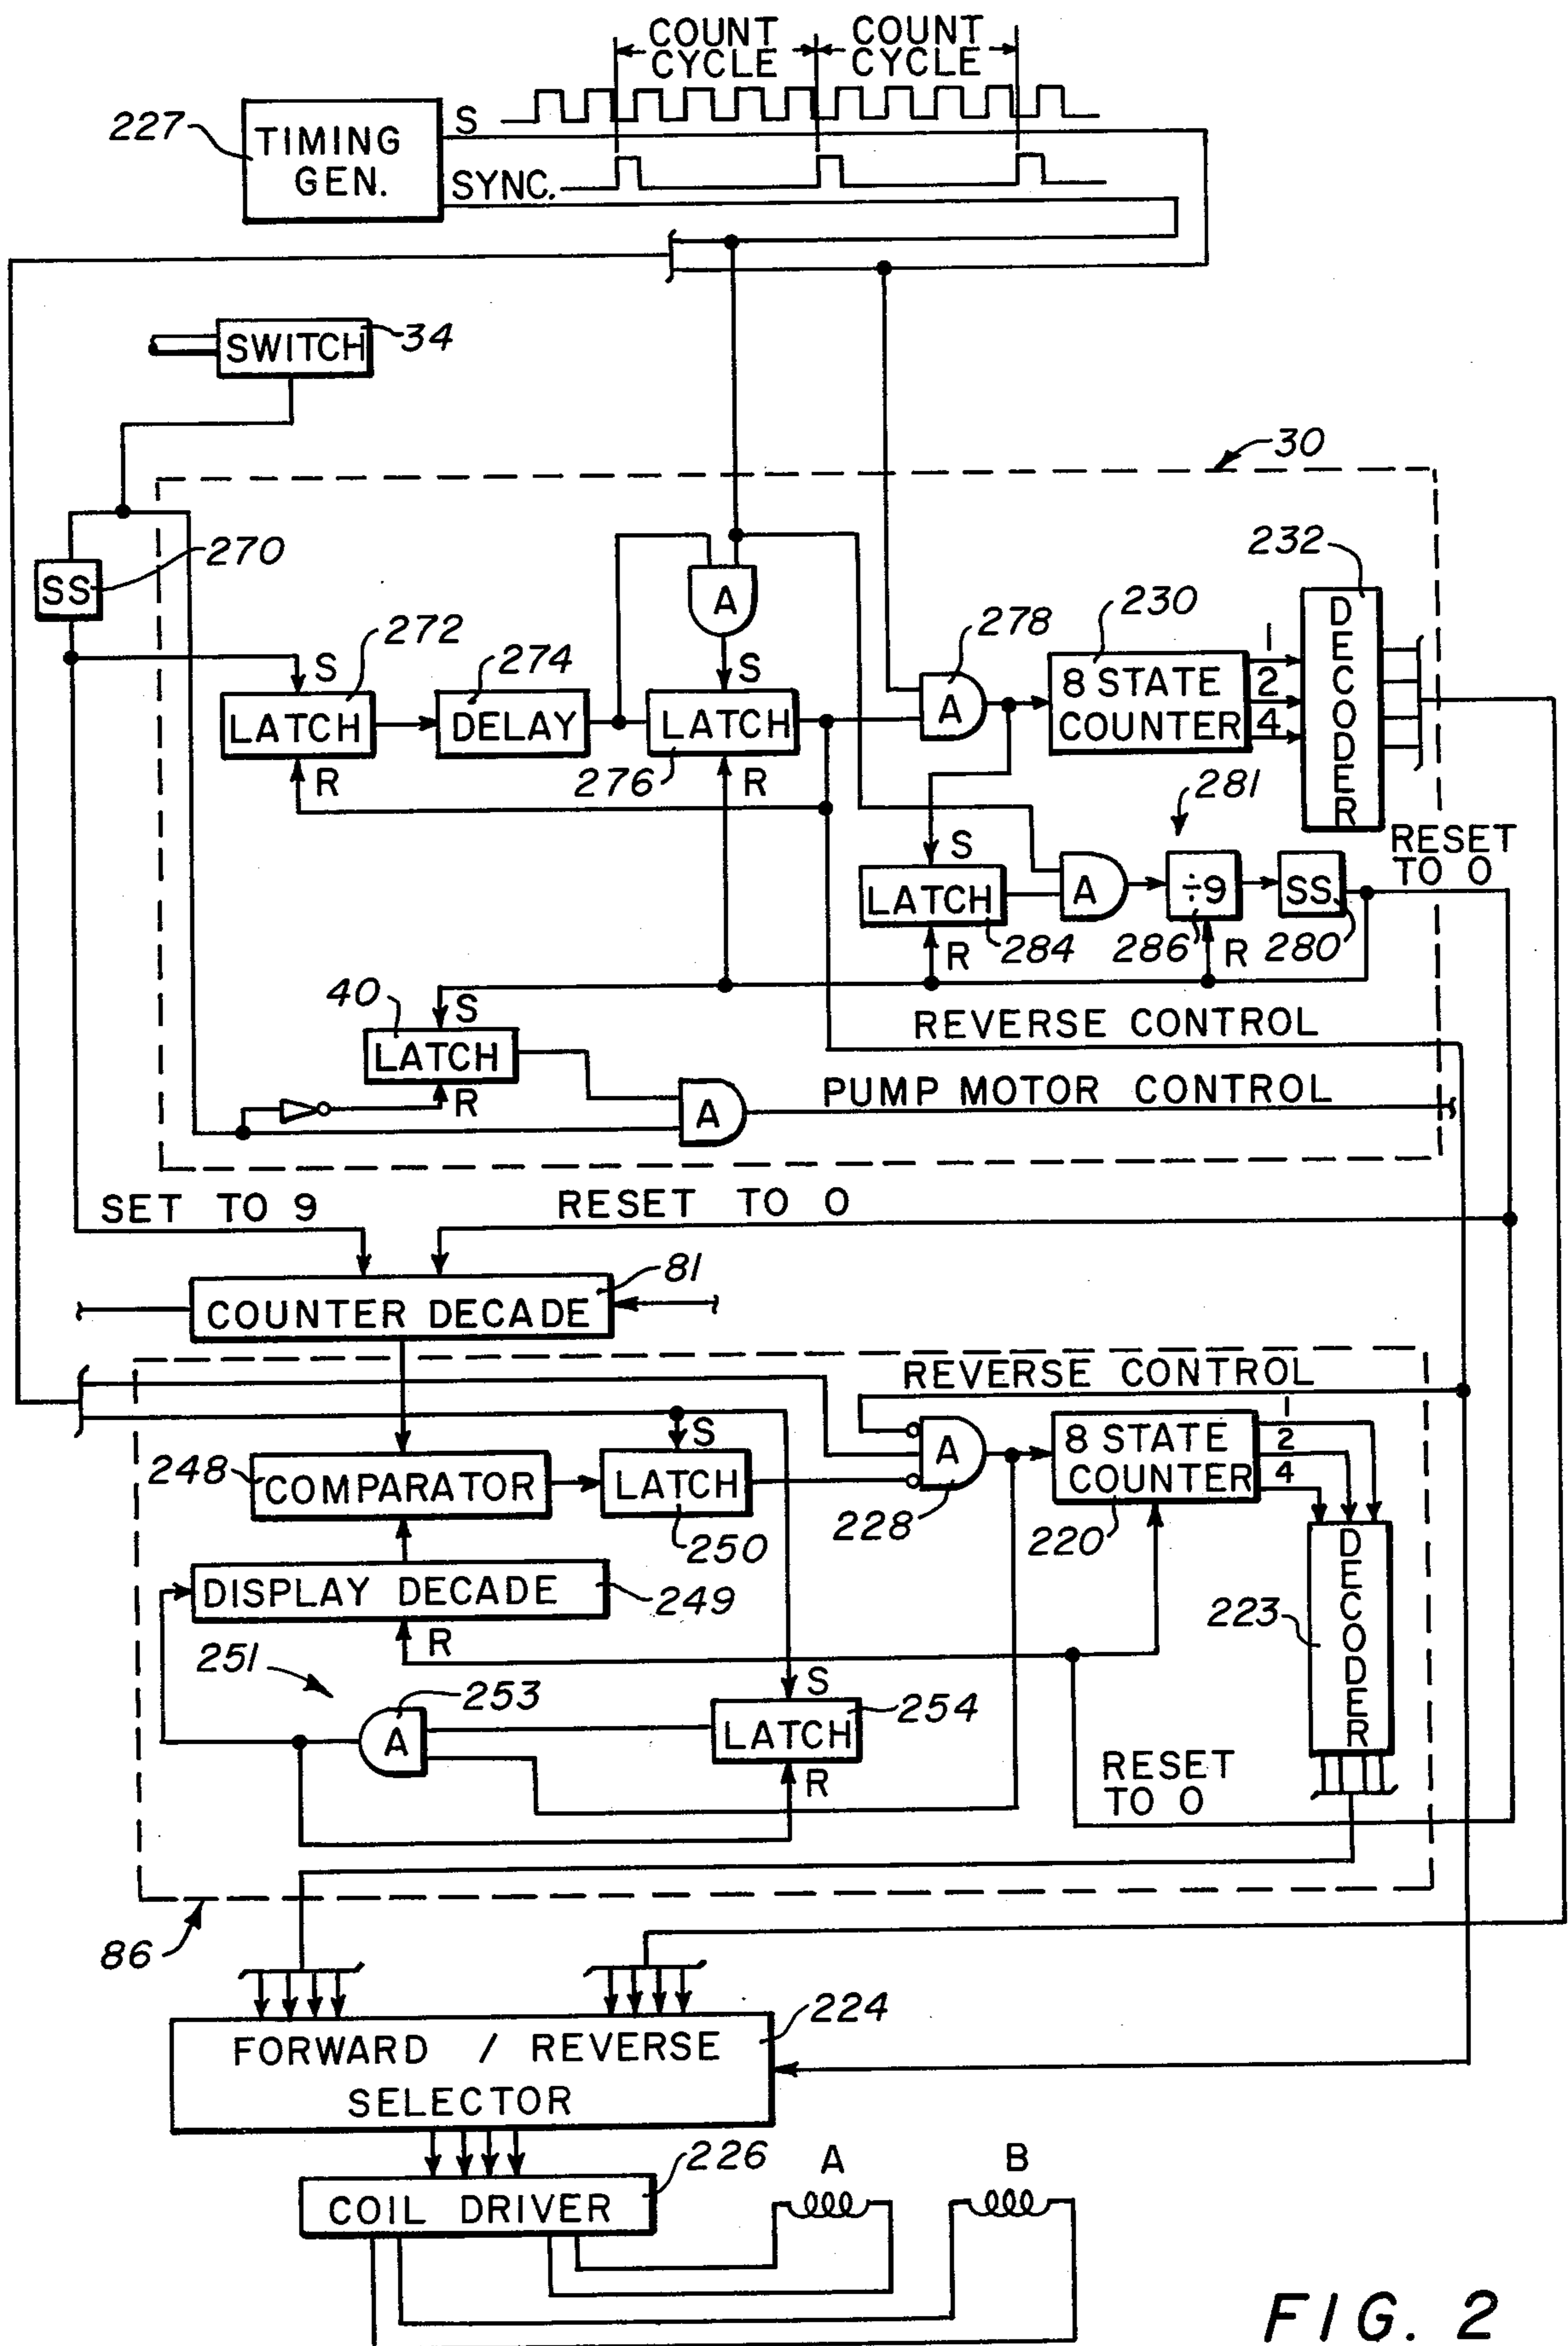 COUNT CYCLE
COUNT CYCLE
227
TIMING GEN.
S
SYNC.
SWITCH
34
30
270
SS
232
272
S
274
A
S
278
230
DECODER
LATCH
DELAY
LATCH
A
8 STATE COUNTER
1
2
4
R
276
R
281
S
RESET TO 0
LATCH
A
÷9
SS
284
R
286
R
280
40
S
REVERSE CONTROL
LATCH
R
A
PUMP MOTOR CONTROL
SET TO 9
RESET TO 0
81
COUNTER DECADE
REVERSE CONTROL
S
A
8 STATE COUNTER
1
2
4
248
COMPARATOR
LATCH
228
220
250
DECODER
DISPLAY DECADE
249
223
R
251
253
S
254
A
LATCH
R
RESET TO 0
86
224
FORWARD / REVERSE SELECTOR
226
A
B
COIL DRIVER
FIG. 2